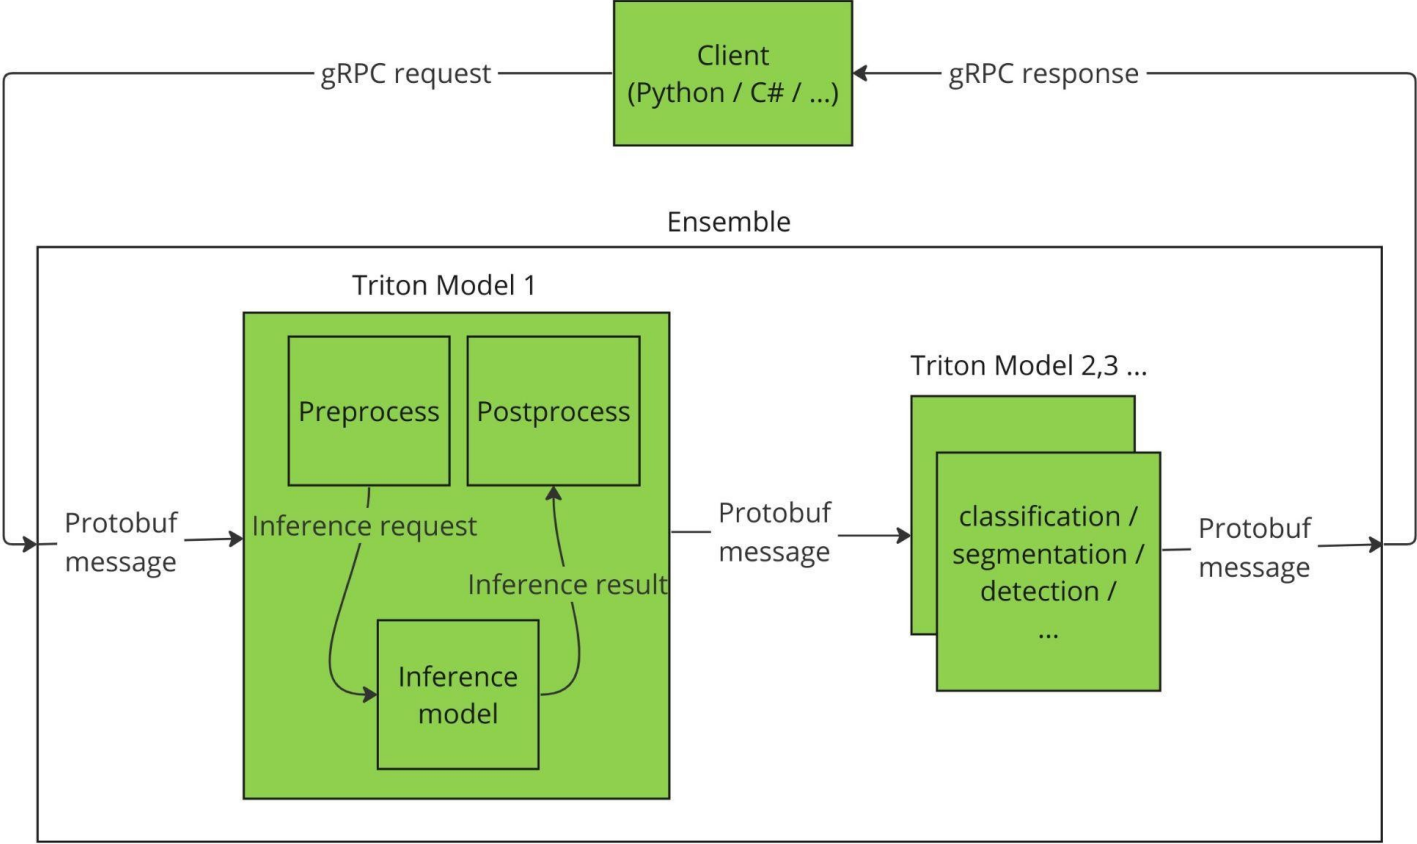 Client
(Python / C# / ...)
gRPC request
gRPC response
Ensemble
Triton Model 1
Preprocess
Postprocess
Inference request
Inference result
Inference
model
Protobuf
message
Protobuf
message
Triton Model 2,3 ...
classification /
segmentation /
detection /
...
Protobuf
message